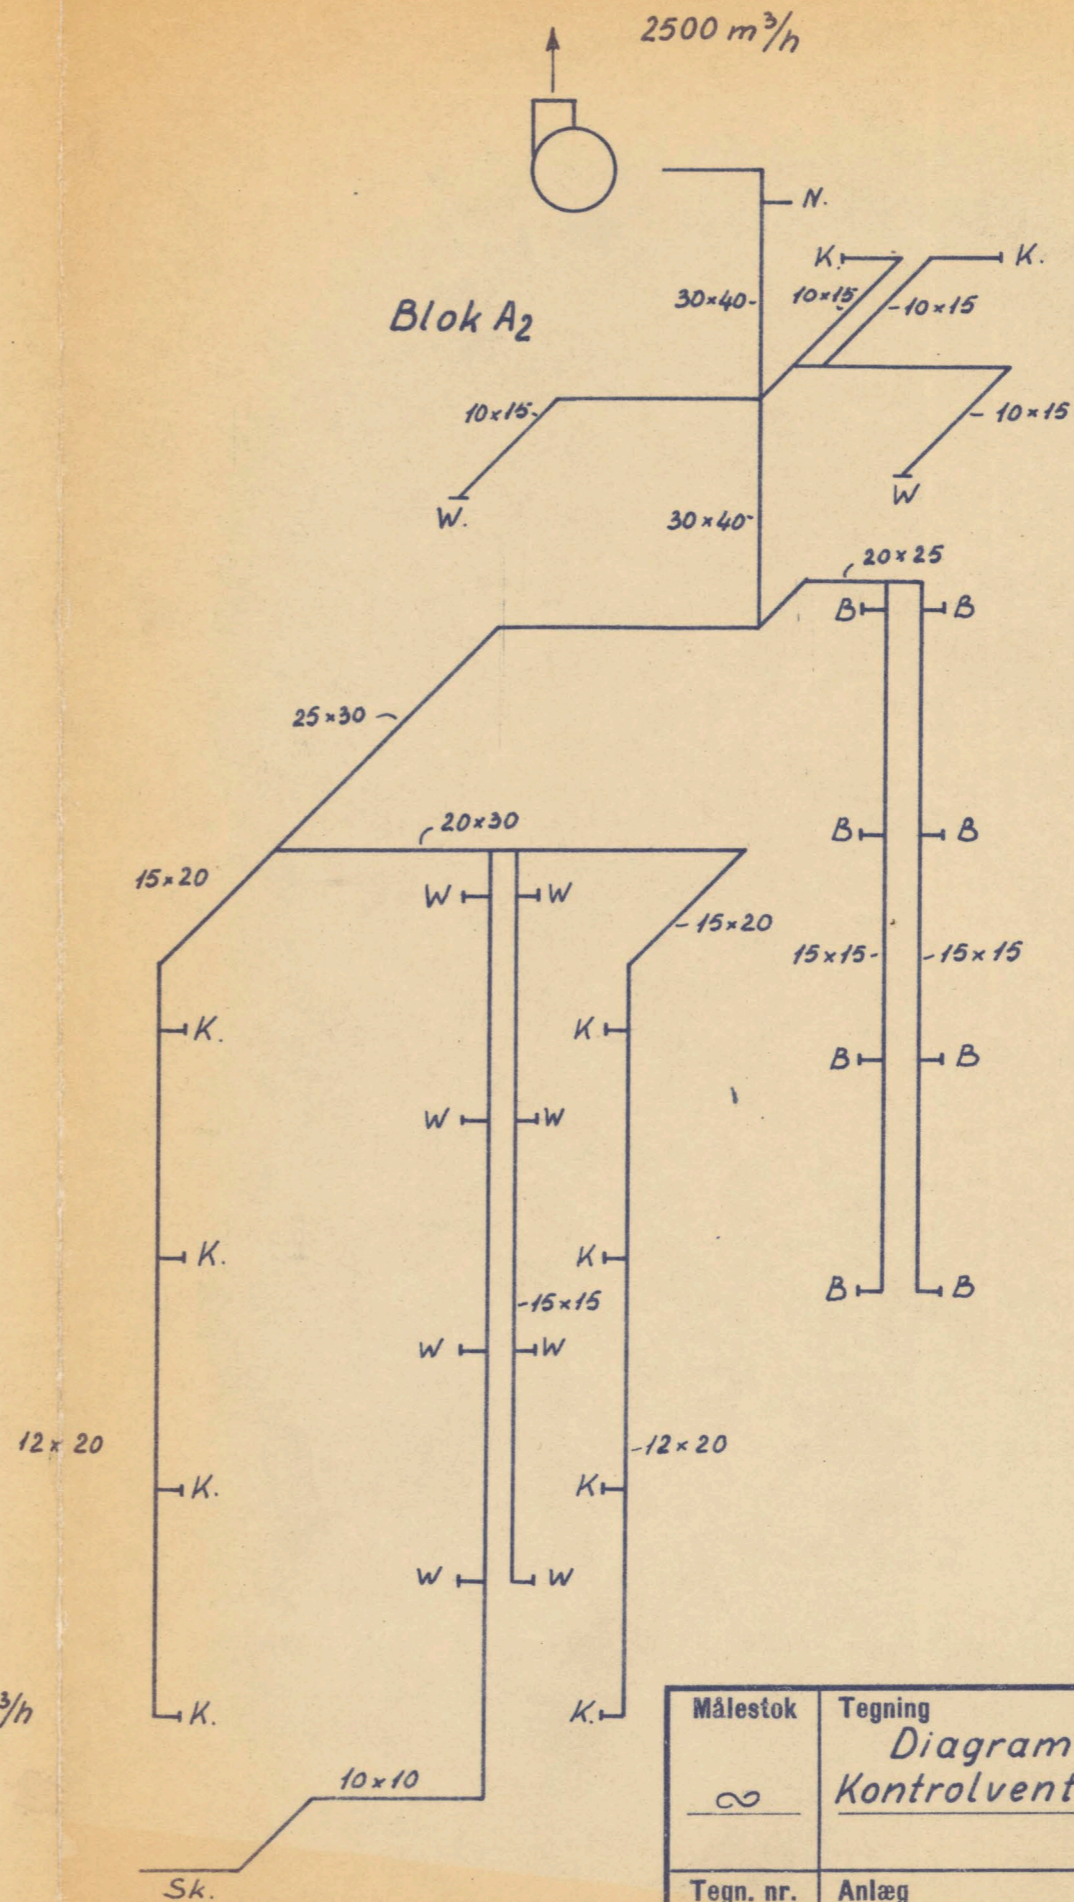 2500 m³/h
N.
K.
K.
30×40
10×15
10×15
Blok A2
10×15
10×15
W.
W
30×40
20×25
B
B
25×30
20×30
B
B
15×20
W
W
15×20
15×15
15×15
K.
K
B
B
W
W
K.
K
B
B
15×15
W
W
12×20
12×20
K.
K
W
W
m³/h
K.
K.
10×10
Sk.
Målestok
Tegning
Diagram
Kontrolvent
∾
Tegn. nr.
Anlæg